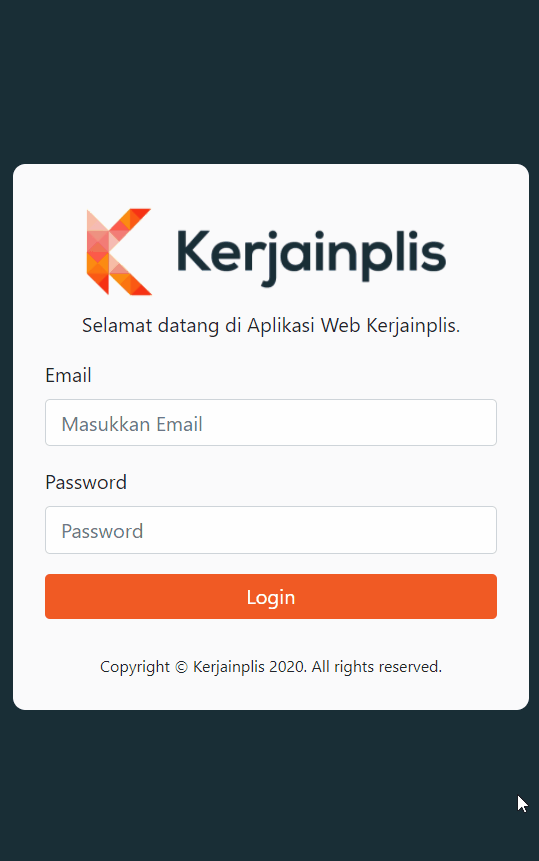 Kerjainplis
Selamat datang di Aplikasi Web Kerjainplis.
Email
Masukkan Email
Password
Password
Login
Copyright © Kerjainplis 2020. All rights reserved.